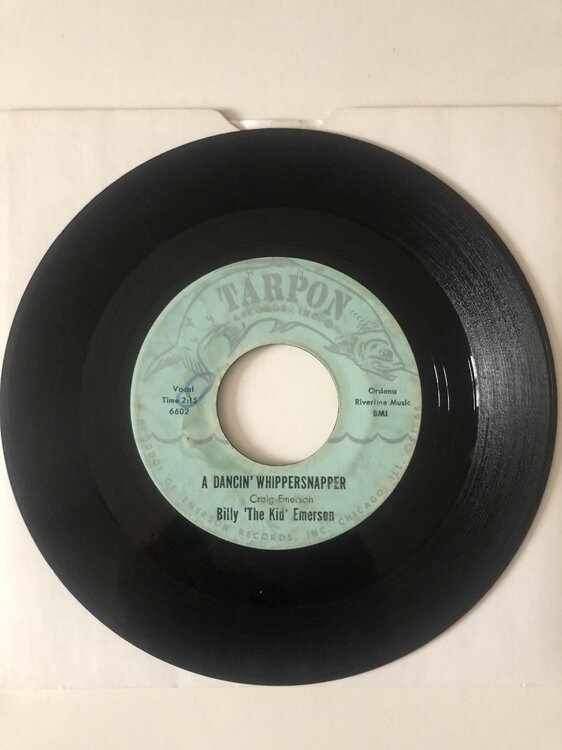 TARPON
RECORDS, INC.
Vocal
Time 2:15
6602
Ordena
Riverline Music
BMI
A DANCIN' WHIPPERSNAPPER
Craig-Emerson
Billy 'The Kid' Emerson
PRODUCT OF EMERSON RECORDS, INC. CHICAGO, ILL.